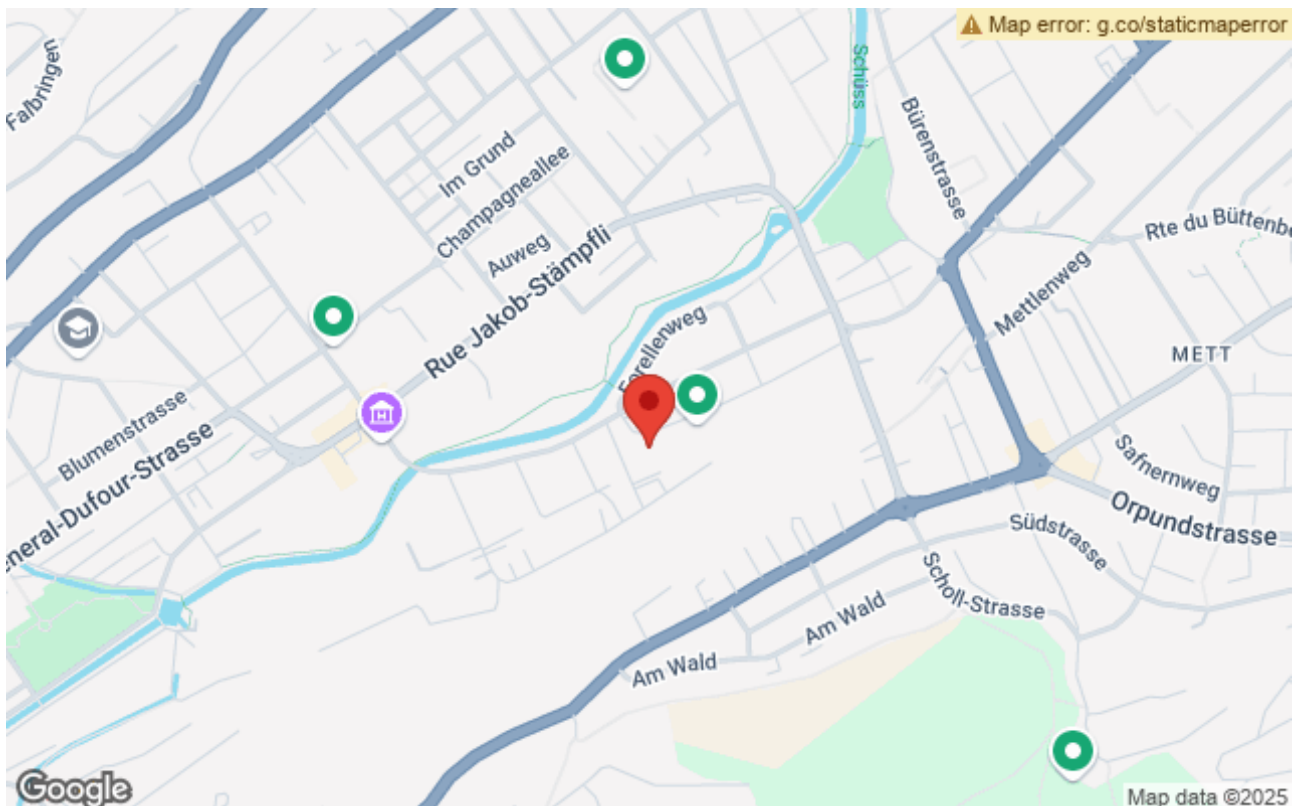 Map error: g.co/staticmaperror
Falbringen
Schüss
Bürenstrasse
Im Grund
Champagneallee
Auweg
Rue Jakob-Stämpfli
Rte du Büttenbe
Mettlenweg
Forellenweg
METT
Blumenstrasse
eneral-Dufour-Strasse
Safnernweg
Orpundstrasse
Südstrasse
Scholl-Strasse
Am Wald
Am Wald
Google
Map data ©2025